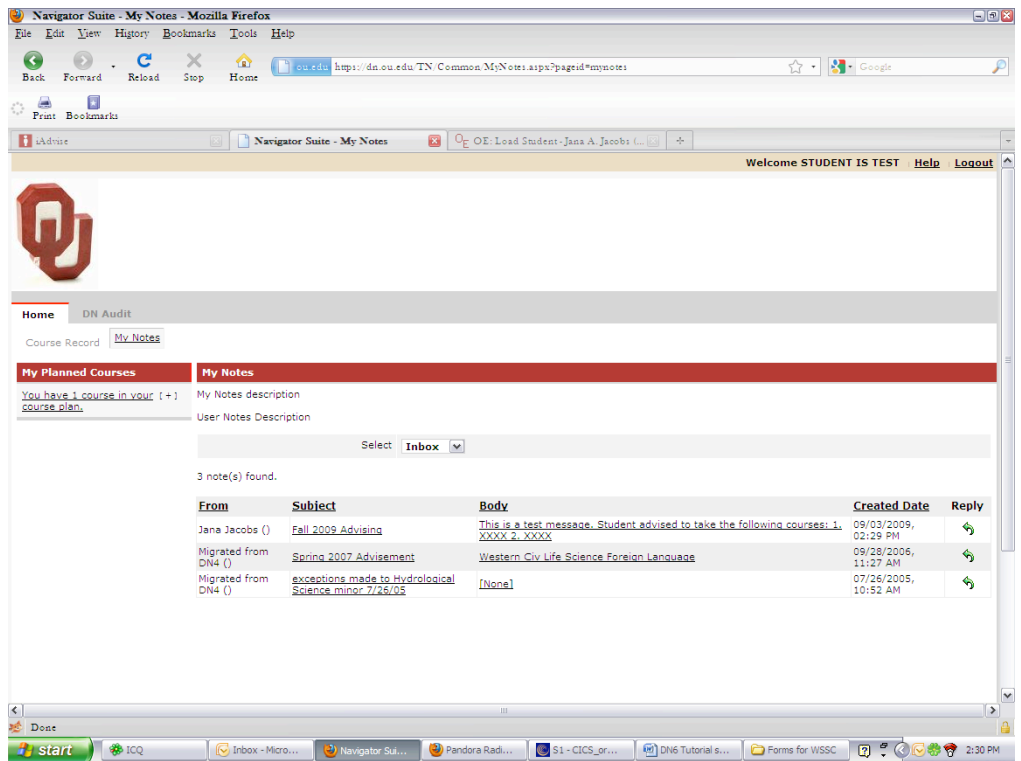 Navigator Suite - My Notes - Mozilla Firefox
File Edit View History Bookmarks Tools Help
Back Forward Reload Stop Home
ou.edu https://dn.ou.edu/TN/Common/MyNotes.aspx?pageid=mynotes
Google
Print Bookmarks
iAdvise
Navigator Suite - My Notes
OE: Load Student - Jana A. Jacobs (...
Welcome STUDENT IS TEST Help Logout
OU
Home DN Audit
Course Record My Notes
My Planned Courses
You have 1 course in your [+]
course plan.
My Notes
My Notes description
User Notes Description
Select Inbox
3 note(s) found.
From Subject Body Created Date Reply
Jana Jacobs () Fall 2009 Advising This is a test message. Student advised to take the following courses: 1. 09/03/2009,
XXXX 2. XXXX 02:29 PM
Migrated from Spring 2007 Advisement Western Civ Life Science Foreign Language 09/28/2006,
DN4 () 11:27 AM
Migrated from exceptions made to Hydrological [None] 07/26/2005,
DN4 () Science minor 7/26/05 10:52 AM
Done
start ICQ Inbox - Micro... Navigator Sui... Pandora Radi... S1 - CICS_or... DN6 Tutorial s... Forms for WSSC 2:30 PM